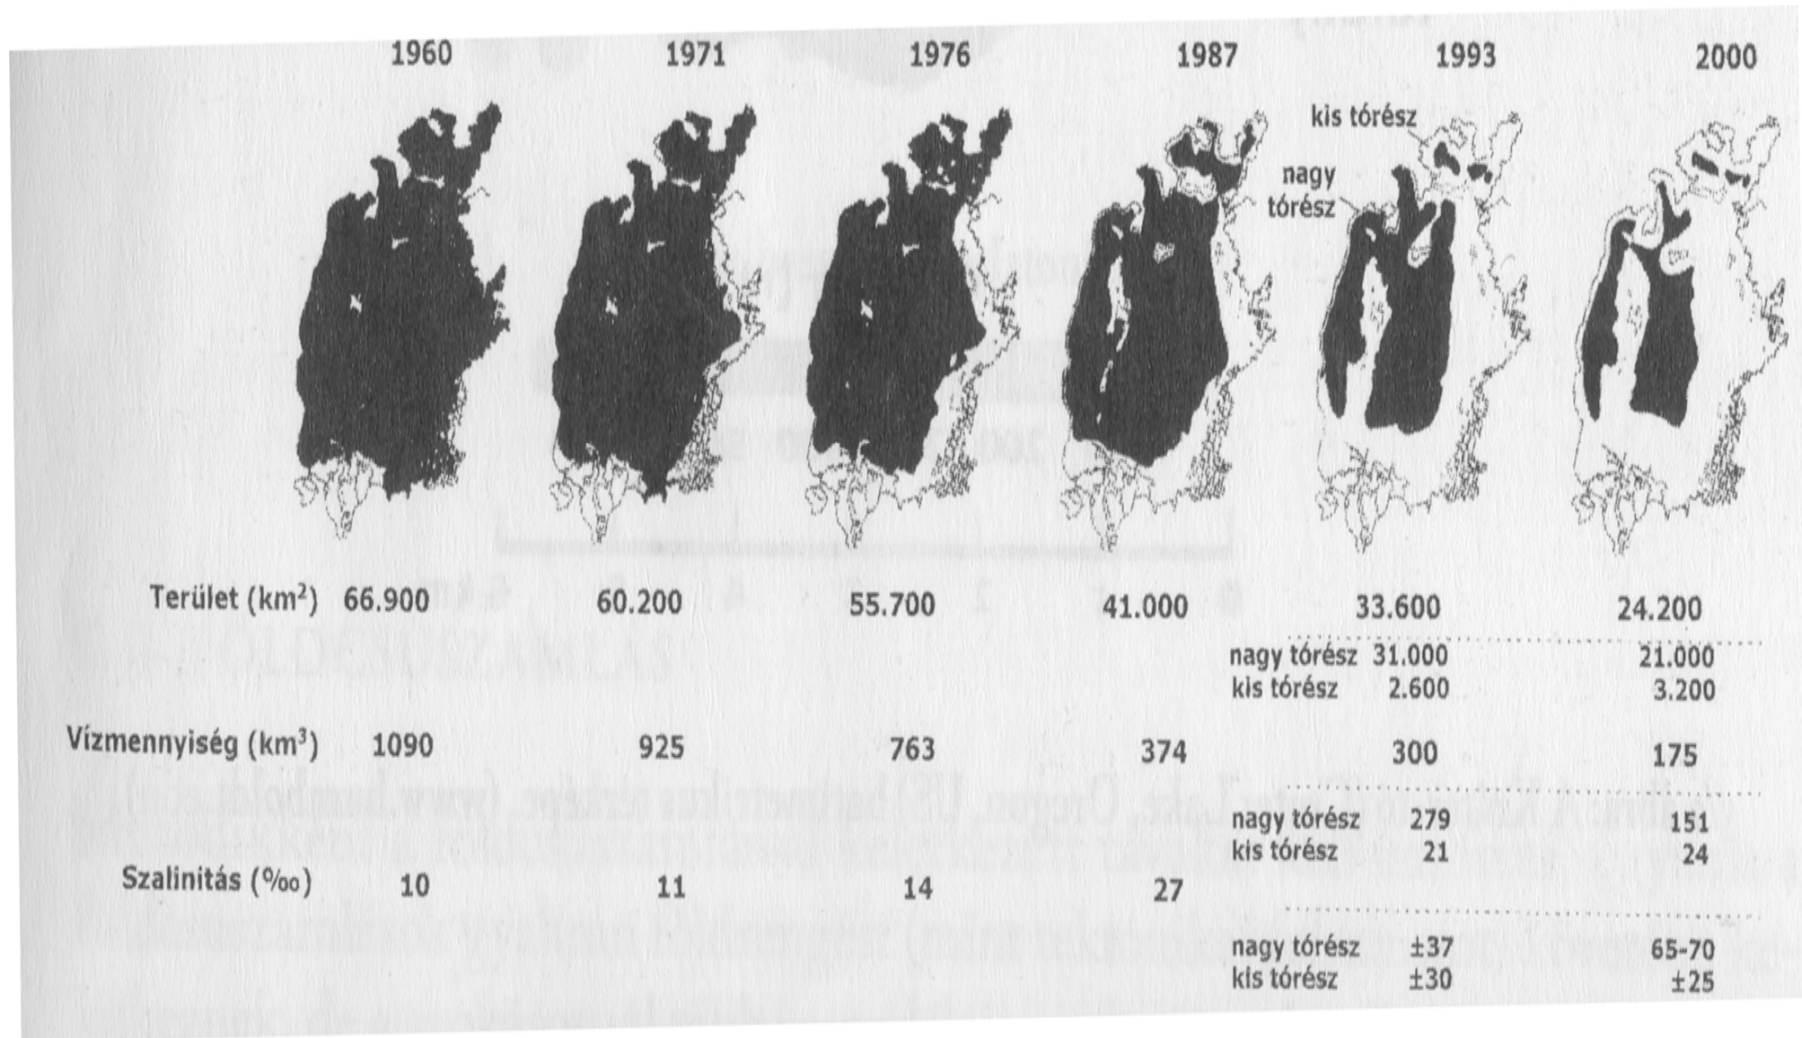 1960 1971 1976 1987 1993 2000
kis tórész
nagy
tórész
Terület (km²) 66.900 60.200 55.700 41.000 33.600 24.200
nagy tórész 31.000 21.000
kis tórész 2.600 3.200
Vízmennyiség (km³) 1090 925 763 374 300 175
nagy tórész 279 151
kis tórész 21 24
Szalinitás (‰) 10 11 14 27
nagy tórész ±37 65-70
kis tórész ±30 ±25